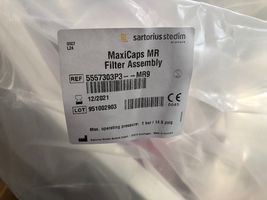 sartorius stedim
MaxiCaps MR
Filter Assembly
REF 5557303P3--MR9
12/2021
LOT 951002903
0045
Max. operating pressure: 1 bar / 14.5 psig